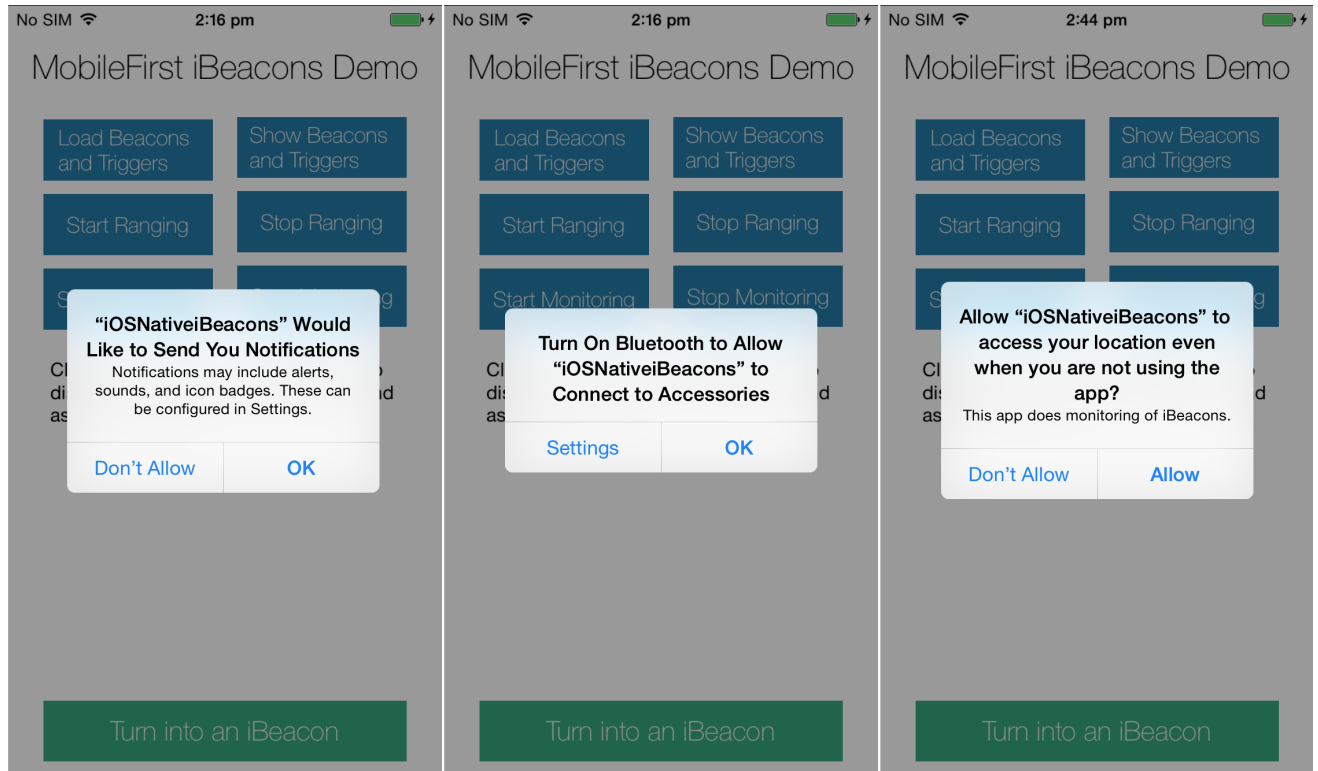 No SIM 2:16 pm
MobileFirst iBeacons Demo
Load Beacons
and Triggers
Show Beacons
and Triggers
Start Ranging
Stop Ranging
“iOSNativeiBeacons” Would
Like to Send You Notifications
Notifications may include alerts,
sounds, and icon badges. These can
be configured in Settings.
Don’t Allow
OK
Turn into an iBeacon
No SIM 2:16 pm
MobileFirst iBeacons Demo
Load Beacons
and Triggers
Show Beacons
and Triggers
Start Ranging
Stop Ranging
Start Monitoring
Stop Monitoring
Turn On Bluetooth to Allow
“iOSNativeiBeacons” to
Connect to Accessories
Settings
OK
Turn into an iBeacon
No SIM 2:44 pm
MobileFirst iBeacons Demo
Load Beacons
and Triggers
Show Beacons
and Triggers
Start Ranging
Stop Ranging
Allow “iOSNativeiBeacons” to
access your location even
when you are not using the
app?
This app does monitoring of iBeacons.
Don’t Allow
Allow
Turn into an iBeacon